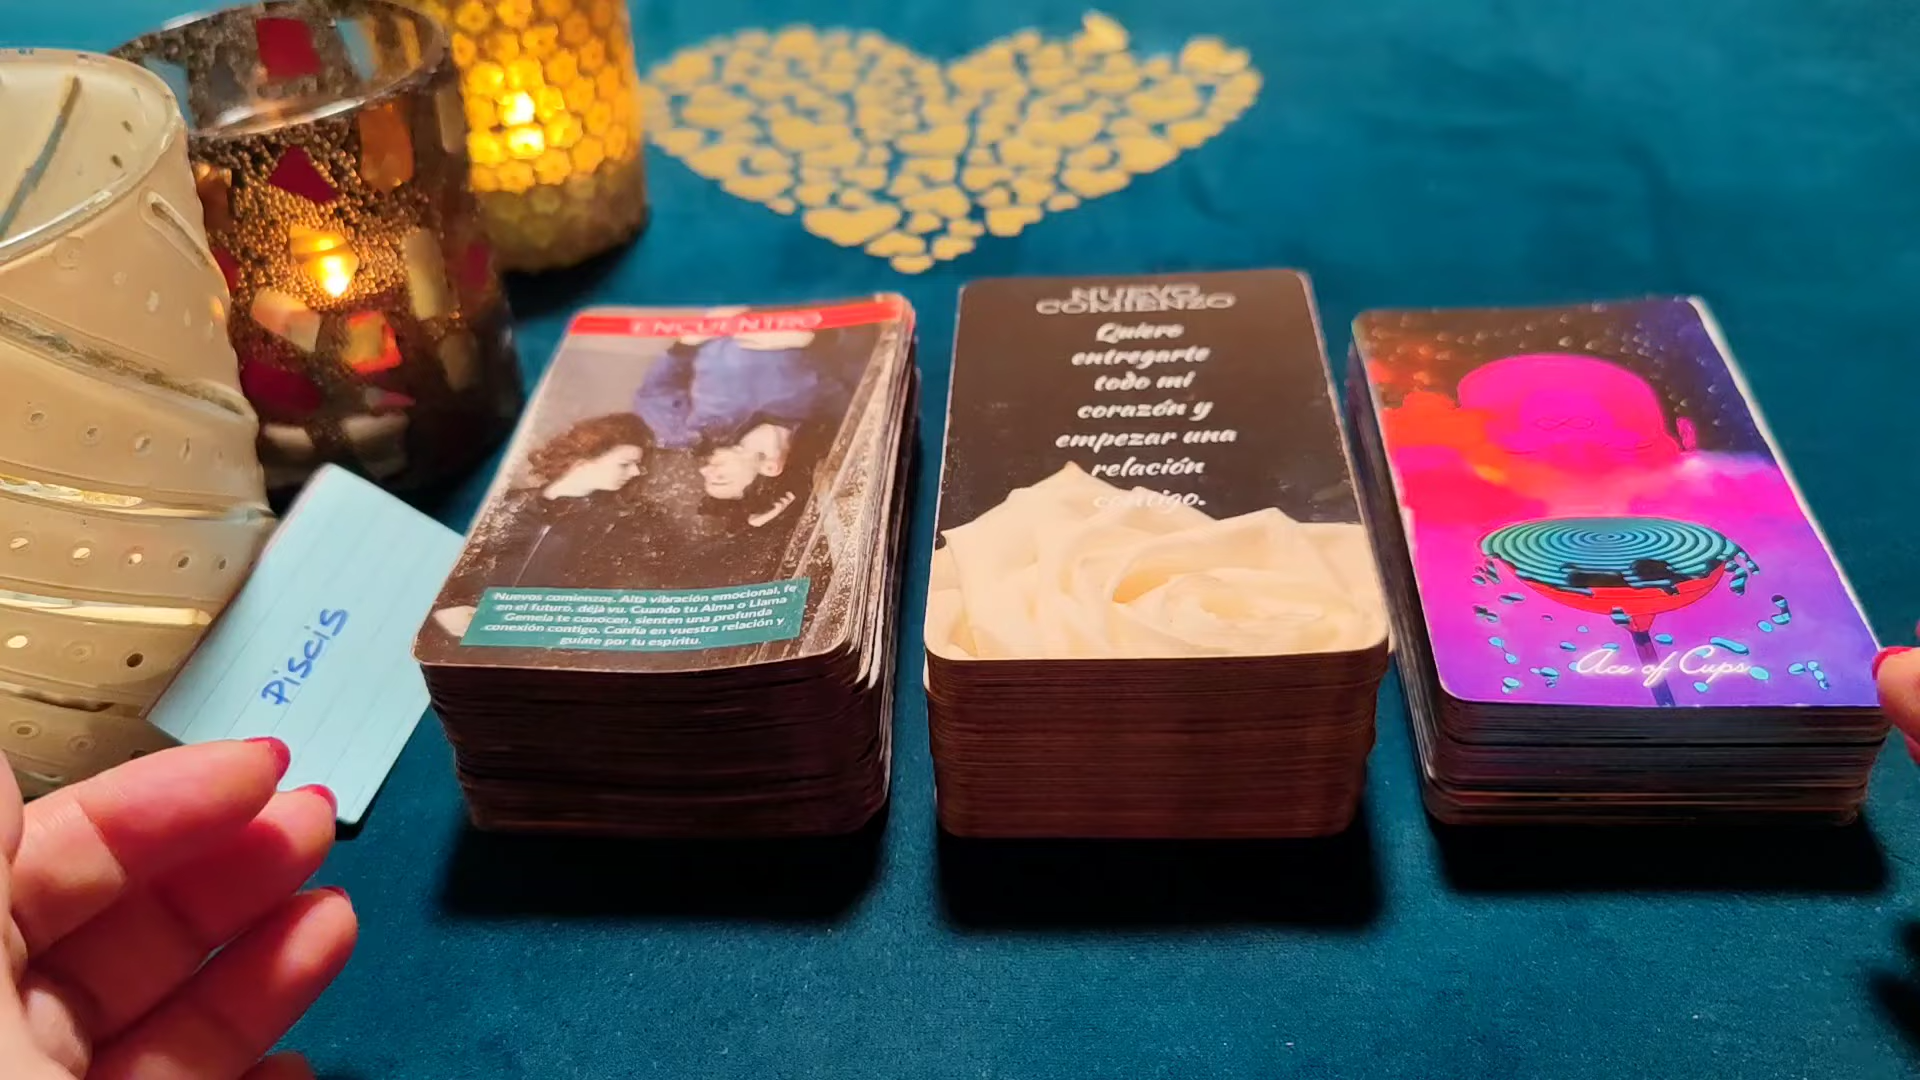 Piscis
ENCUENTRO
Nuevos comienzos. Alta vibración emocional, fe
en el futuro, déjà vu. Cuando tu Alma o Llama
Gemela te conocen, sienten una profunda
conexión contigo. Confía en vuestra relación y
guíate por tu espíritu.
NUEVO
COMIENZO
Quiero
entregarte
todo mi
corazón y
empezar una
relación
contigo.
Ace of Cups